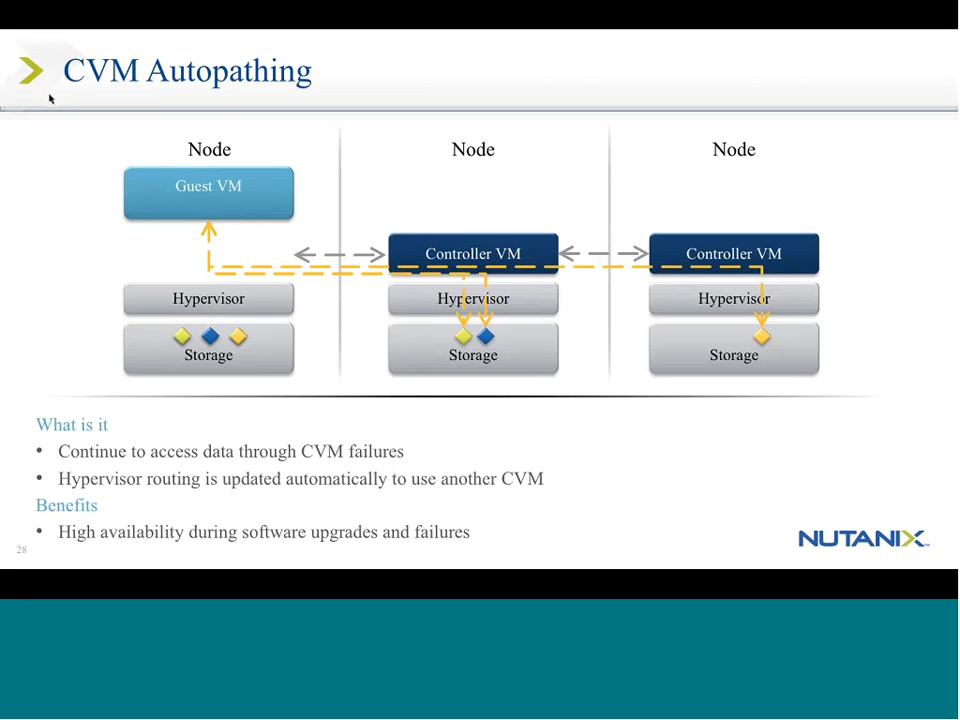 CVM Autopathing
Node
Node
Node
Guest VM
Controller VM
Controller VM
Hypervisor
Hypervisor
Hypervisor
Storage
Storage
Storage
What is it
• Continue to access data through CVM failures
• Hypervisor routing is updated automatically to use another CVM
Benefits
• High availability during software upgrades and failures
28
NUTANIX™